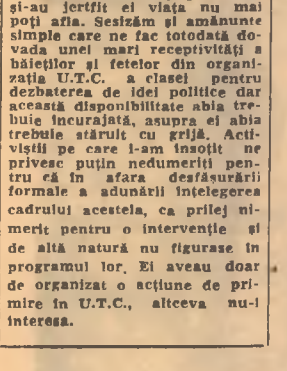 și-au jertfit ei viața nu mai
poți afla. Sesizăm și amănunte
simple care ne fac totodată do-
vada unei mari receptivități a
băieților și fetelor din organi-
zația U.T.C. a clasei pentru
dezbaterea de idei politice dar
această disponibilitate abia tre-
buie încurajată, asupra ei abia
trebuie stăruit cu grijă. Acti-
viștii pe care i-am însoțit ne
privesc puțin nedumeriți pen-
tru că în afara desfășurării
formale a adunării înțelegerea
cadrului acesteia, ca prilej ni-
merit pentru o intervenție și
de altă natură nu figurase în
programul lor. Ei aveau doar
de organizat o acțiune de pri-
mire în U.T.C., altceva nu-i
interesa.